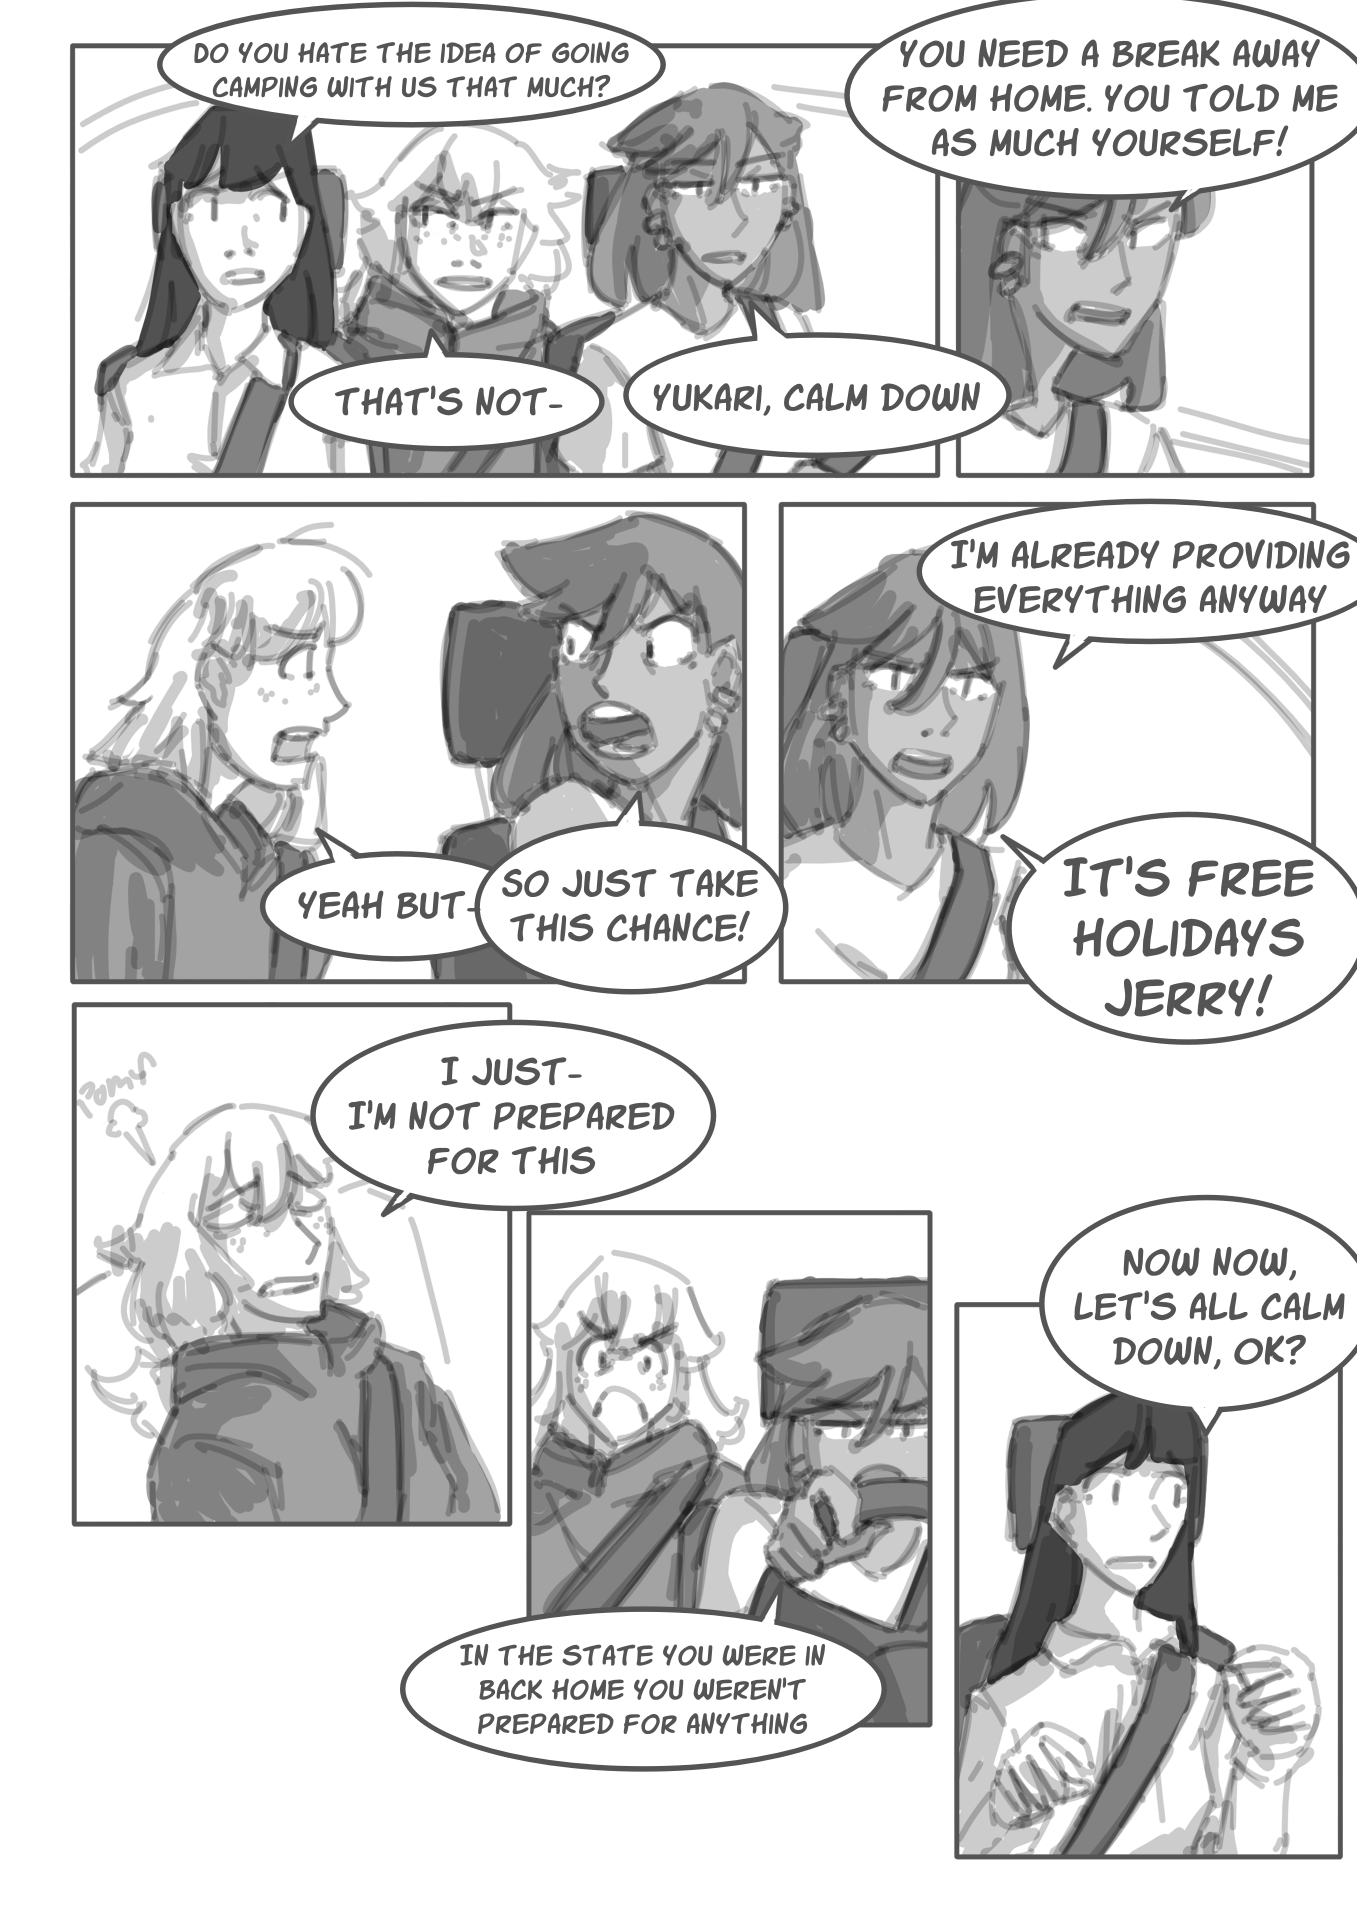 DO YOU HATE THE IDEA OF GOING
CAMPING WITH US THAT MUCH?
THAT'S NOT-
YUKARI, CALM DOWN
YOU NEED A BREAK AWAY
FROM HOME. YOU TOLD ME
AS MUCH YOURSELF!
YEAH BUT-
SO JUST TAKE
THIS CHANCE!
I'M ALREADY PROVIDING
EVERYTHING ANYWAY
IT'S FREE
HOLIDAYS
JERRY!
I JUST-
I'M NOT PREPARED
FOR THIS
IN THE STATE YOU WERE IN
BACK HOME YOU WEREN'T
PREPARED FOR ANYTHING
NOW NOW,
LET'S ALL CALM
DOWN, OK?